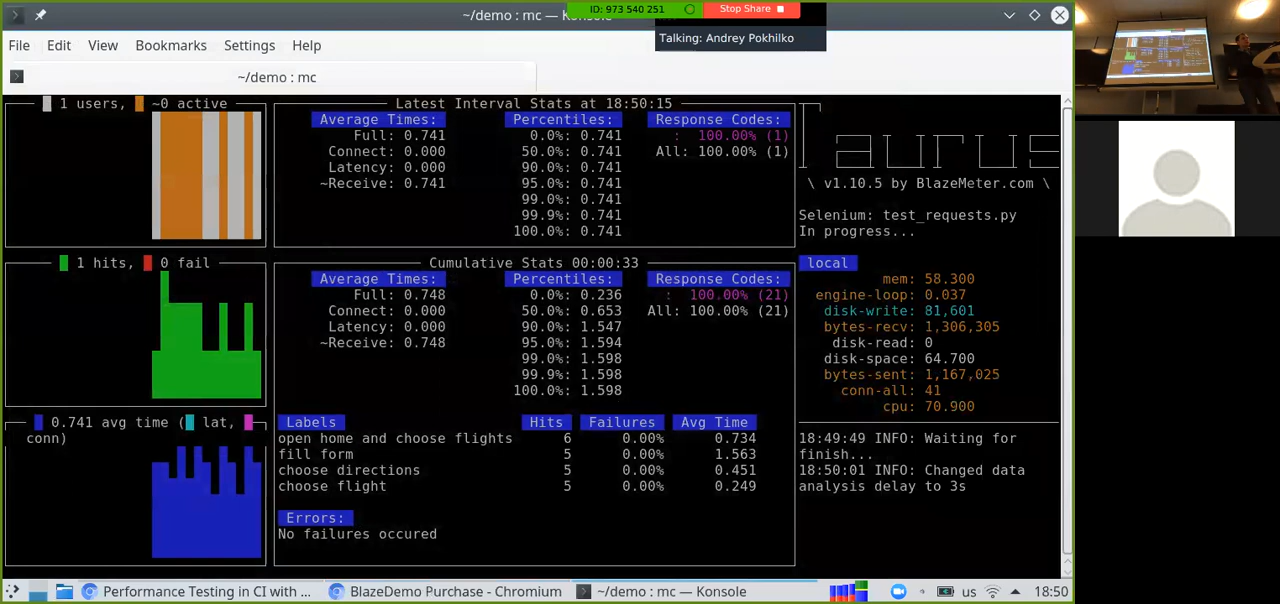 ~/demo : mc — Konsole
ID: 973 540 251
Stop Share
Talking: Andrey Pokhilko
File Edit View Bookmarks Settings Help
~/demo : mc
1 users, ~0 active
Latest Interval Stats at 18:50:15
Average Times: Percentiles: Response Codes:
Full: 0.741 0.0%: 0.741 : 100.00% (1)
Connect: 0.000 50.0%: 0.741 All: 100.00% (1)
Latency: 0.000 90.0%: 0.741
~Receive: 0.741 95.0%: 0.741
99.0%: 0.741
99.9%: 0.741
100.0%: 0.741
Taurus
\ v1.10.5 by BlazeMeter.com \
Selenium: test_requests.py
In progress...
1 hits, 0 fail
Cumulative Stats 00:00:33
Average Times: Percentiles: Response Codes:
Full: 0.748 0.0%: 0.236 : 100.00% (21)
Connect: 0.000 50.0%: 0.653 All: 100.00% (21)
Latency: 0.000 90.0%: 1.547
~Receive: 0.748 95.0%: 1.594
99.0%: 1.598
99.9%: 1.598
100.0%: 1.598
local
mem: 58.300
engine-loop: 0.037
disk-write: 81,601
bytes-recv: 1,306,305
disk-read: 0
disk-space: 64.700
bytes-sent: 1,167,025
conn-all: 41
cpu: 70.900
0.741 avg time ( lat,
conn)
Labels Hits Failures Avg Time
open home and choose flights 6 0.00% 0.734
fill form 5 0.00% 1.563
choose directions 5 0.00% 0.451
choose flight 5 0.00% 0.249
Errors:
No failures occured
18:49:49 INFO: Waiting for
finish...
18:50:01 INFO: Changed data
analysis delay to 3s
Performance Testing in CI with ... BlazeDemo Purchase - Chromium ~/demo : mc — Konsole us 18:50